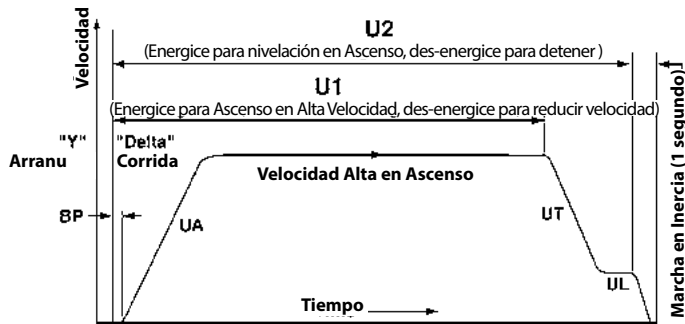 U2
(Energice para nivelación en Ascenso, des-energice para detener )
U1
(Energice para Ascenso en Alta Velocidad, des-energice para reducir velocidad)
Velocidad
"Y" "Delta"
Arranu Corrida
Velocidad Alta en Ascenso
BP
UA
UT
UL
Tiempo
Marcha en Inercia (1 segundo)